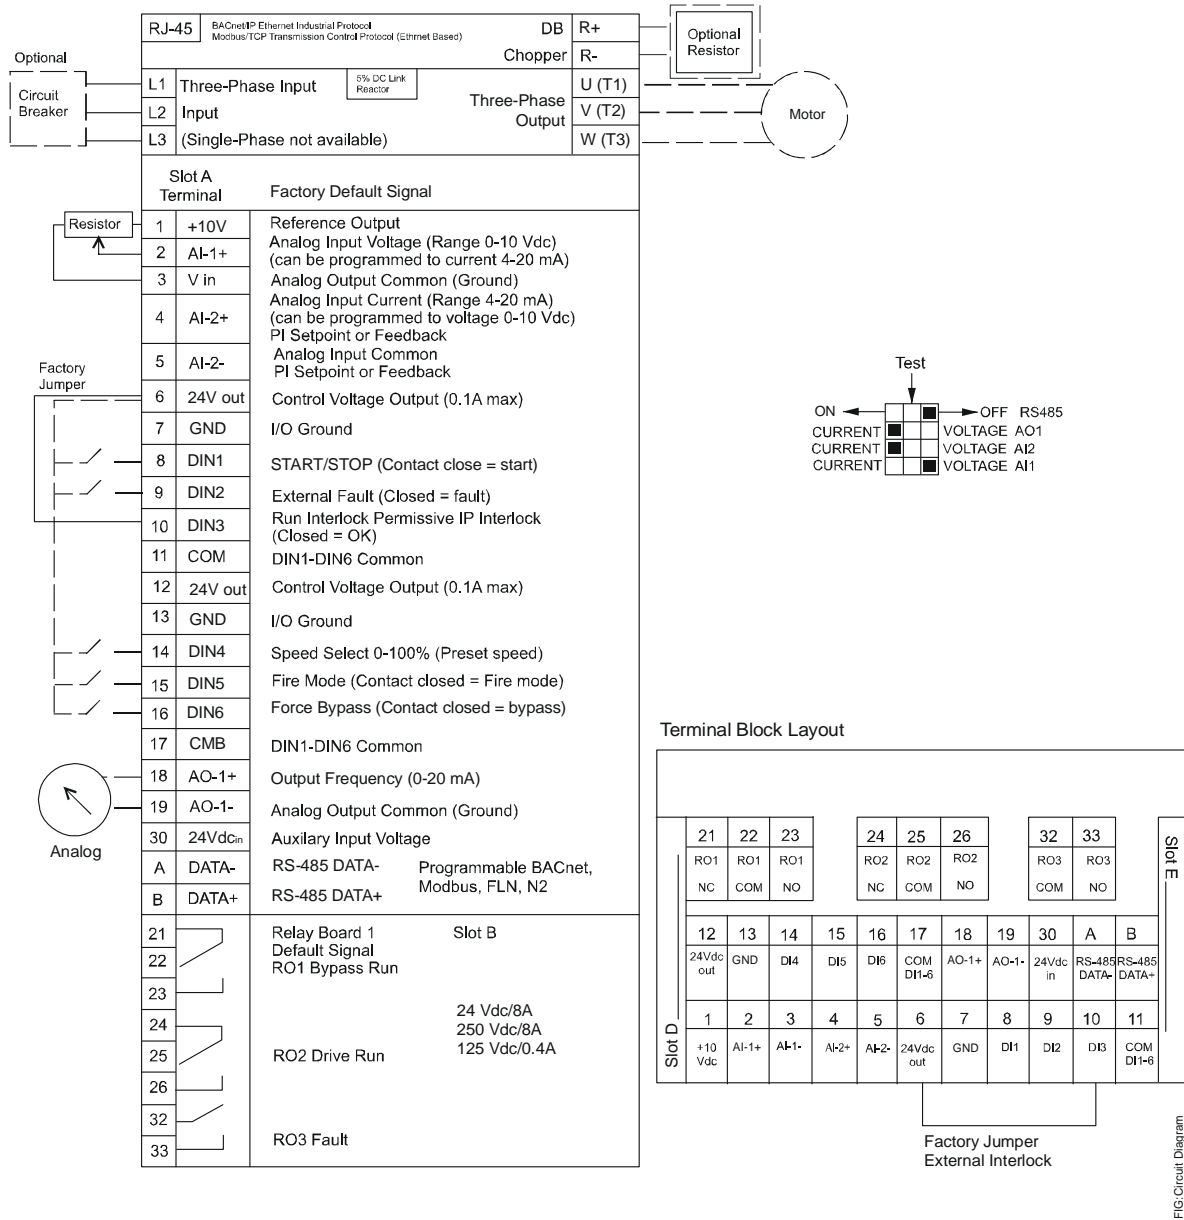 RJ-45 BACnet/IP Ethernet Industrial Protocol
Modbus/TCP Transmission Control Protocol (Ethrnet Based)
DB R+
Chopper R-
Optional
Resistor
Optional
Circuit
Breaker
L1 Three-Phase Input
5% DC Link
Reactor
L2 Input
L3 (Single-Phase not available)
Three-Phase
Output
U (T1)
V (T2)
W (T3)
Motor
Slot A
Terminal
Factory Default Signal
Resistor
1 +10V Reference Output
2 AI-1+ Analog Input Voltage (Range 0-10 Vdc)
(can be programmed to current 4-20 mA)
3 V in Analog Output Common (Ground)
4 AI-2+ Analog Input Current (Range 4-20 mA)
(can be programmed to voltage 0-10 Vdc)
PI Setpoint or Feedback
5 AI-2- Analog Input Common
PI Setpoint or Feedback
Factory
Jumper
6 24V out Control Voltage Output (0.1A max)
7 GND I/O Ground
8 DIN1 START/STOP (Contact close = start)
9 DIN2 External Fault (Closed = fault)
10 DIN3 Run Interlock Permissive IP Interlock
(Closed = OK)
11 COM DIN1-DIN6 Common
12 24V out Control Voltage Output (0.1A max)
13 GND I/O Ground
14 DIN4 Speed Select 0-100% (Preset speed)
15 DIN5 Fire Mode (Contact closed = Fire mode)
16 DIN6 Force Bypass (Contact closed = bypass)
17 CMB DIN1-DIN6 Common
18 AO-1+ Output Frequency (0-20 mA)
19 AO-1- Analog Output Common (Ground)
Analog
30 24Vdcin Auxilary Input Voltage
A DATA- RS-485 DATA-
B DATA+ RS-485 DATA+
Programmable BACnet,
Modbus, FLN, N2
21
22
23
24
25
26
32
33
Relay Board 1 Slot B
Default Signal
RO1 Bypass Run
24 Vdc/8A
250 Vdc/8A
125 Vdc/0.4A
RO2 Drive Run
RO3 Fault
Test
ON OFF RS485
CURRENT VOLTAGE AO1
CURRENT VOLTAGE AI2
CURRENT VOLTAGE AI1
Terminal Block Layout
21 22 23 24 25 26 32 33
RO1 RO1 RO1 RO2 RO2 RO2 RO3 RO3
NC COM NO NC COM NO COM NO
12 13 14 15 16 17 18 19 30 A B
24Vdc GND DI4 DI5 DI6 COM AO-1+ AO-1- 24Vdc RS-485 RS-485
out DI1-6 in DATA- DATA+
1 2 3 4 5 6 7 8 9 10 11
+10 AI-1+ AI-1- AI-2+ AI-2- 24Vdc GND DI1 DI2 DI3 COM
Vdc out DI1-6
Slot D
Slot E
Factory Jumper
External Interlock
FIG:Circuit Diagram